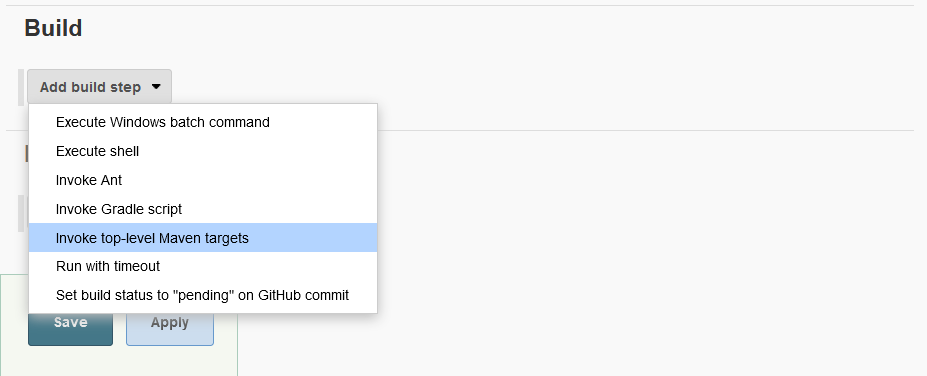 Build
Add build step
Execute Windows batch command
Execute shell
Invoke Ant
Invoke Gradle script
Invoke top-level Maven targets
Run with timeout
Set build status to "pending" on GitHub commit
Save
Apply